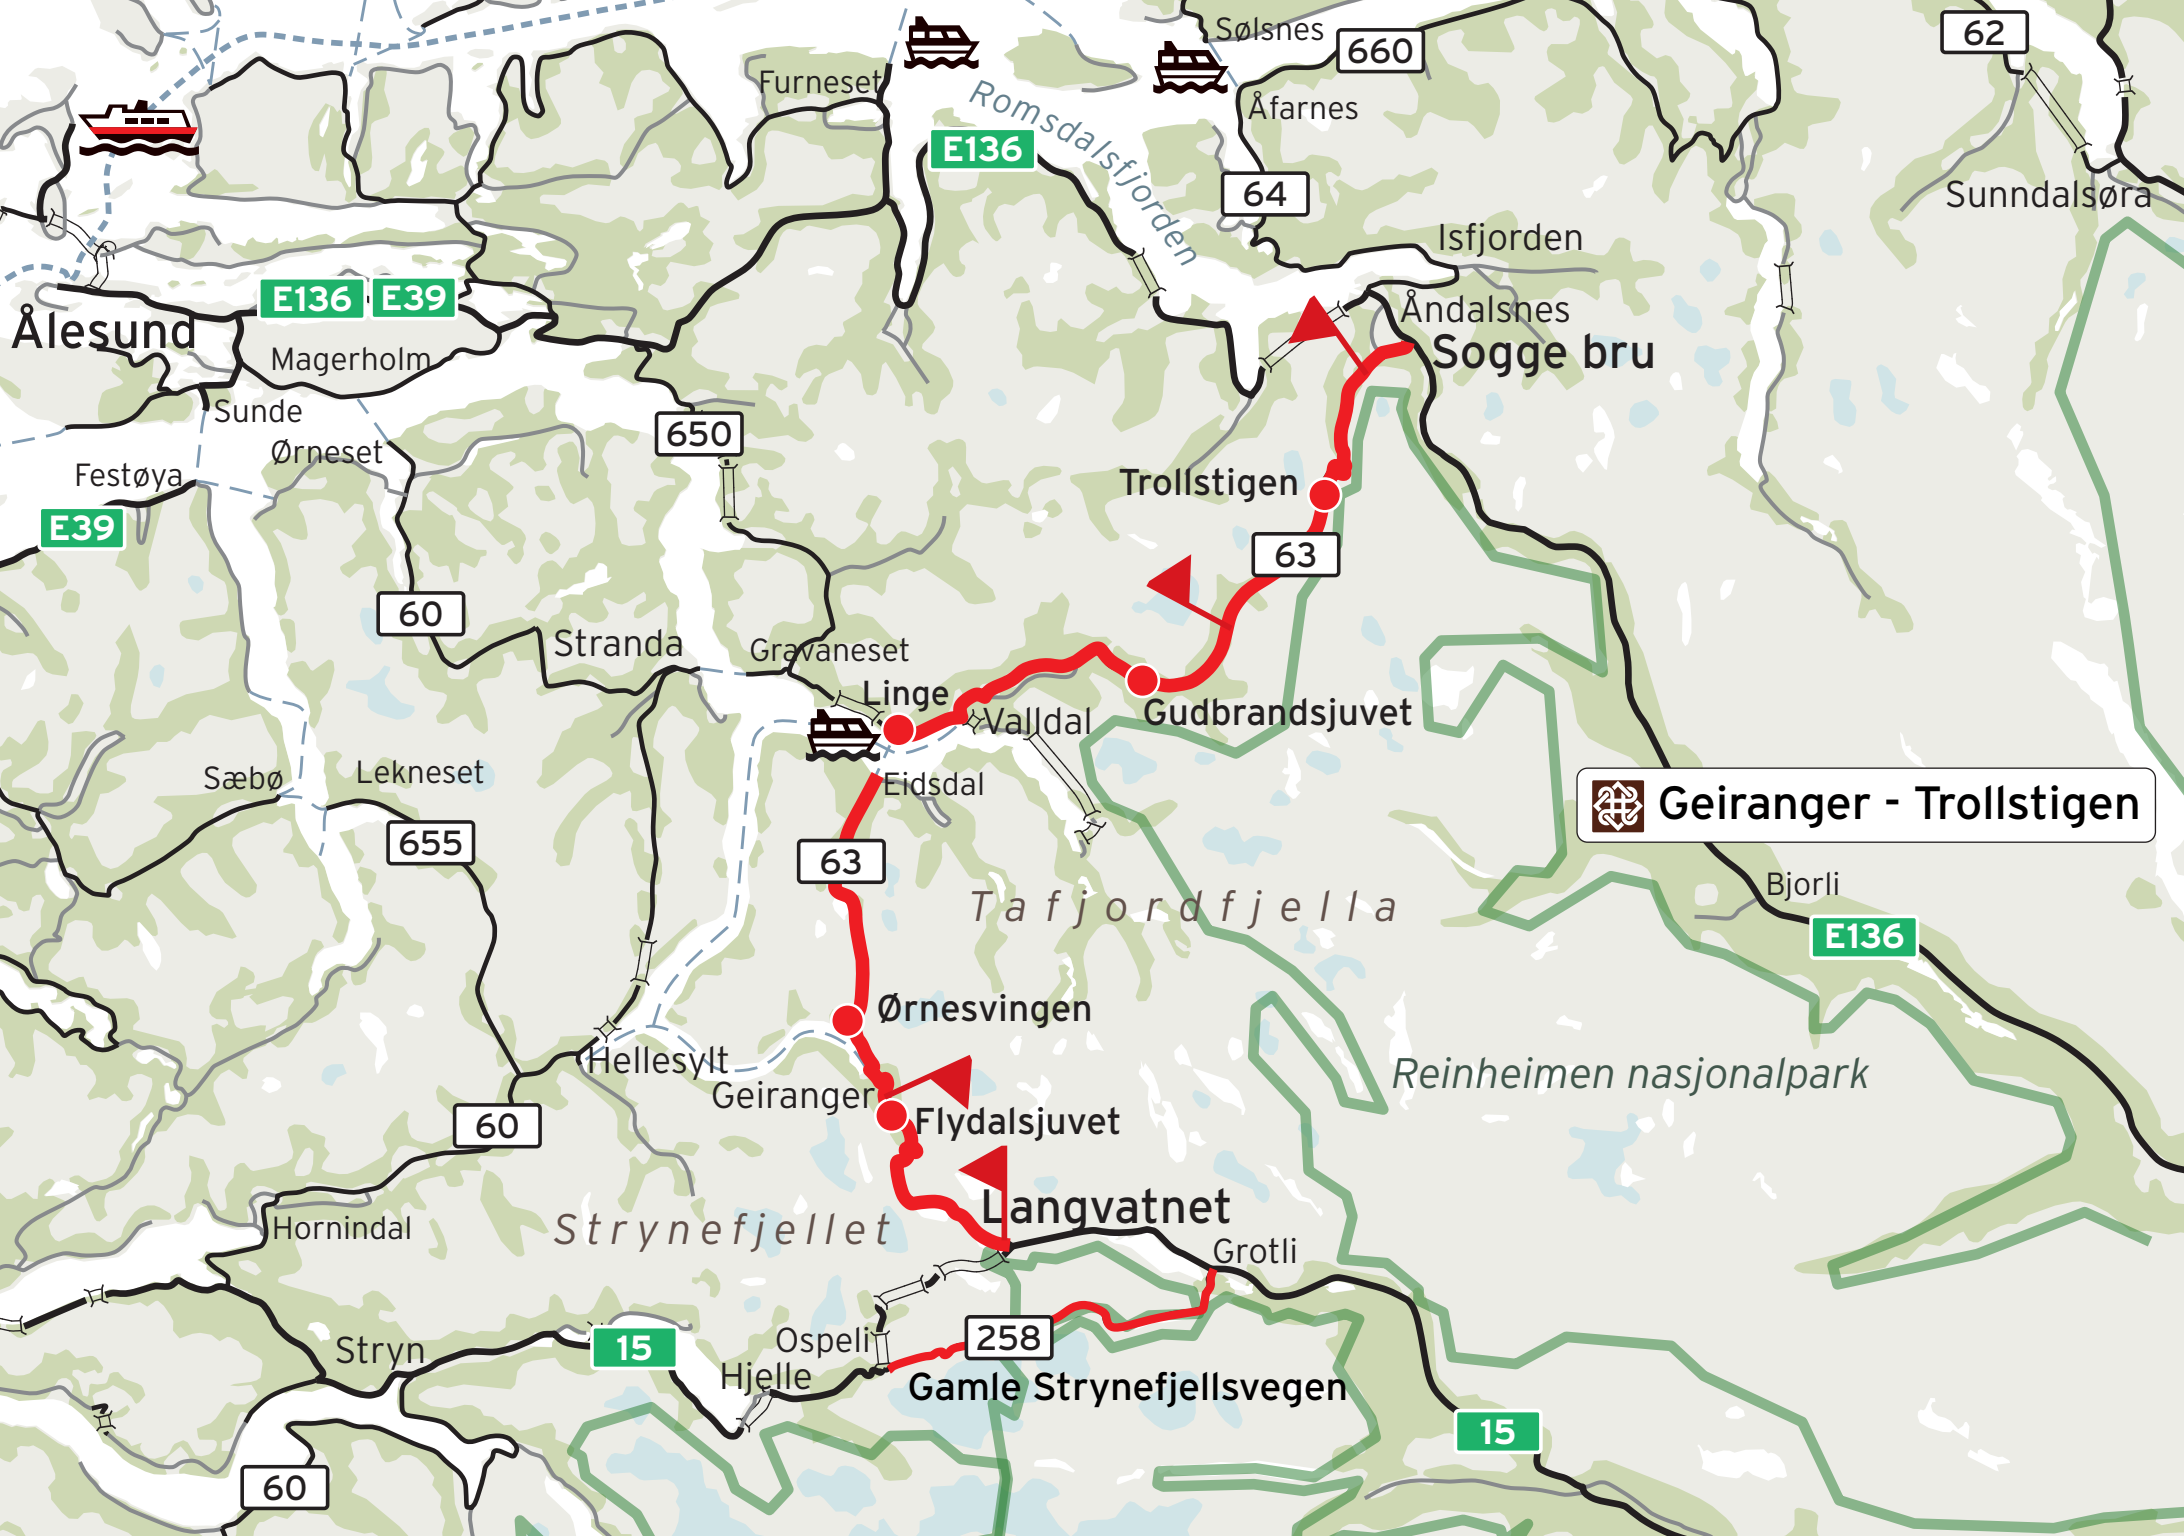 Sølsnes
660
62
Furneset
Åfarnes
Romsdalsfjorden
E136
64
Sunndalsøra
Isfjorden
E136
E39
Åndalsnes
Ålesund
Magerholm
Sogge bru
Sunde
650
Ørneset
Festøya
Trollstigen
E39
63
60
Stranda
Gravaneset
Linge
Valldal
Gudbrandsjuvet
Sæbø
Lekneset
Eidsdal
Geiranger - Trollstigen
655
63
Bjorli
Tafjordfjella
E136
Ørnesvingen
Hellesylt
Reinheimen nasjonalpark
Geiranger
Flydalsjuvet
60
Langvatnet
Hornindal
Strynefjellet
Grotli
Ospeli
258
15
Stryn
Hjelle
Gamle Strynefjellsvegen
15
60